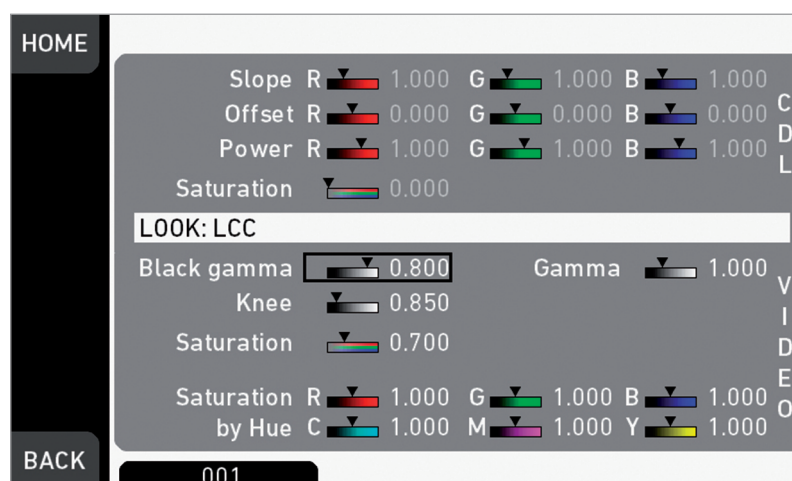 HOME
Slope R 1.000 G 1.000 B 1.000
Offset R 0.000 G 0.000 B 0.000
Power R 1.000 G 1.000 B 1.000
Saturation 0.000
CDL
LOOK: LCC
Black gamma 0.800 Gamma 1.000
Knee 0.850
Saturation 0.700
Saturation R 1.000 G 1.000 B 1.000
by Hue C 1.000 M 1.000 Y 1.000
VIDEO
BACK
001